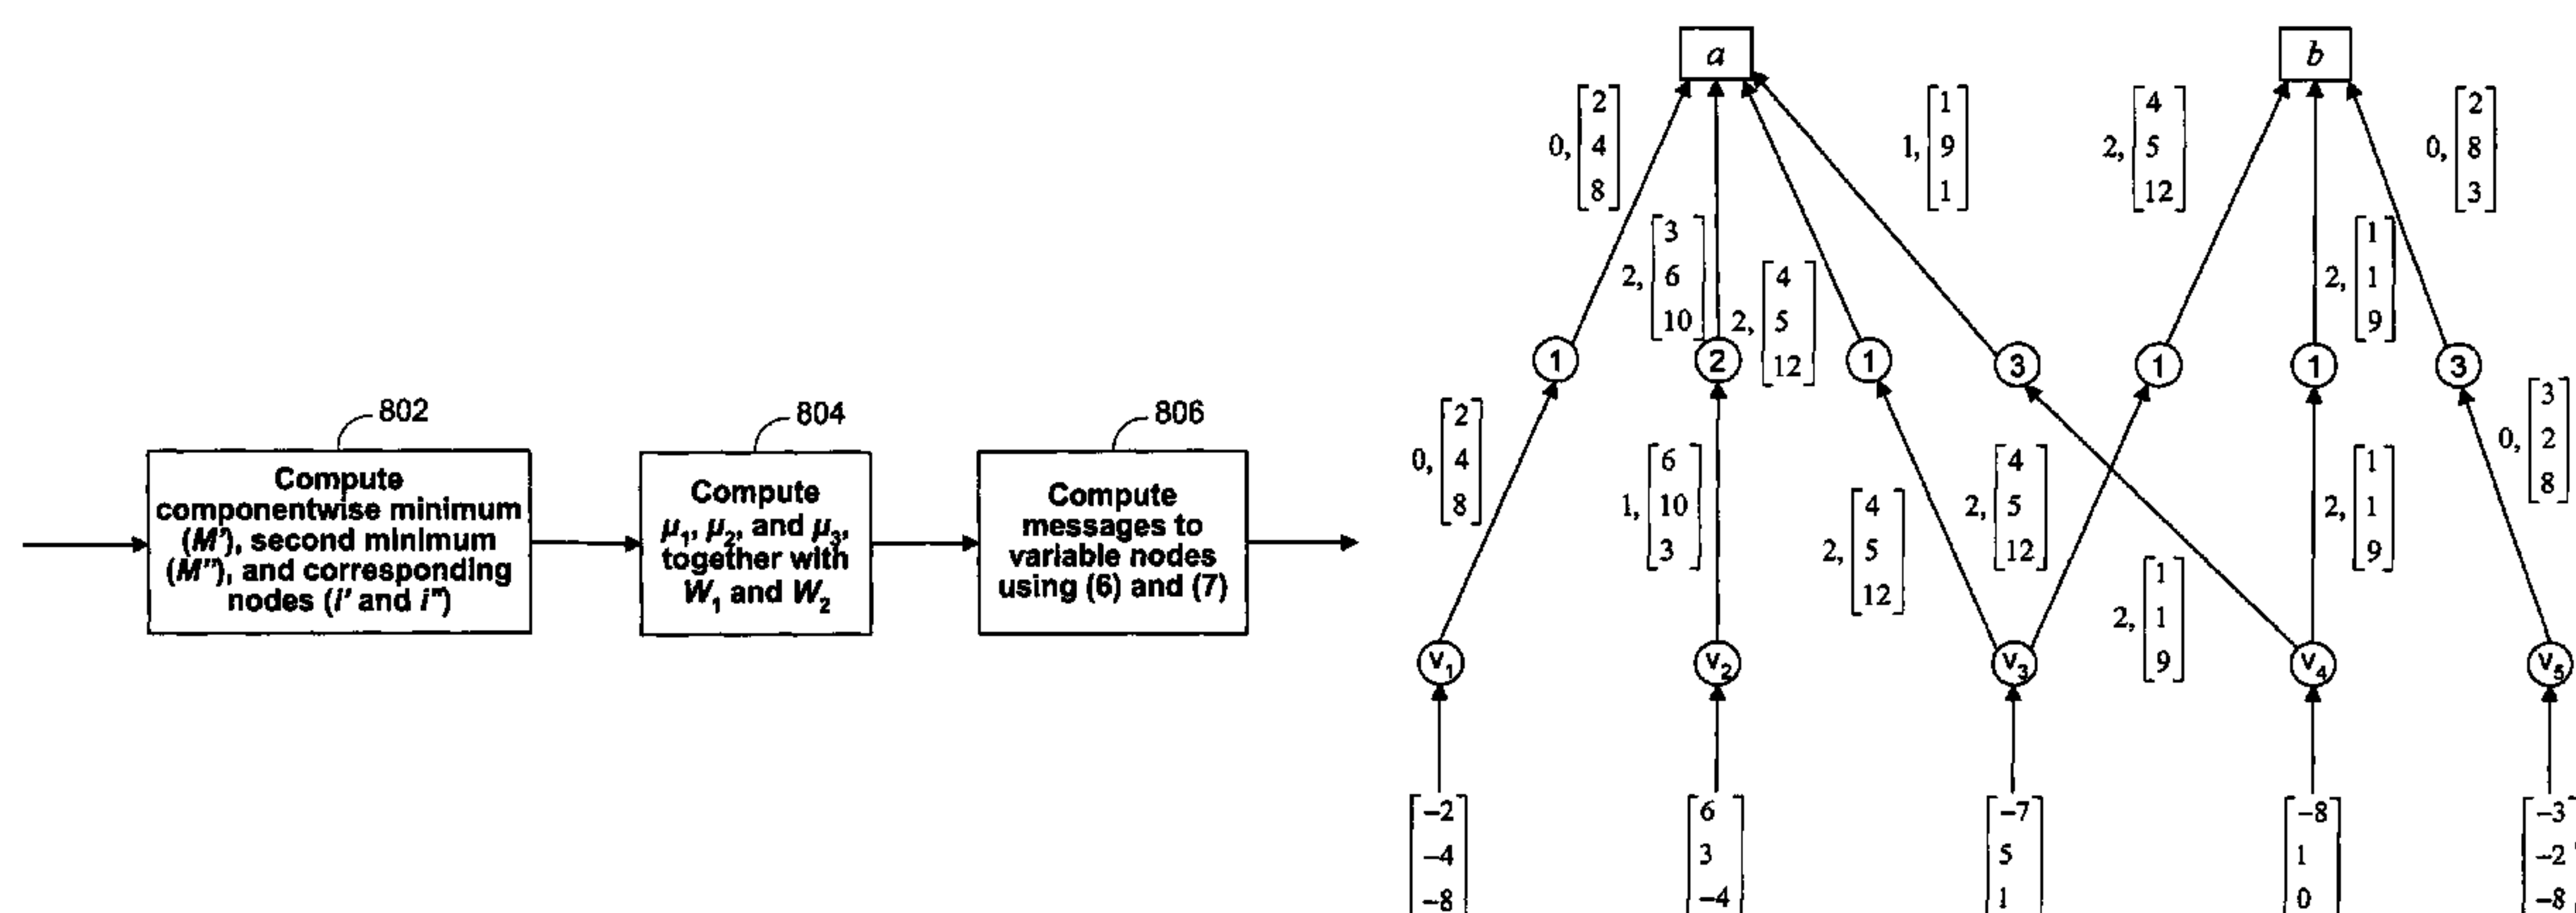 802
Compute
componentwise minimum
(M'), second minimum
(M"), and corresponding
nodes (i' and i")
804
Compute
μ1, μ2, and μ3,
together with
W1 and W2
806
Compute
messages to
variable nodes
using (6) and (7)
a
b
0, [2 4 8]
1, [1 9 1]
2, [4 5 12]
0, [2 8 3]
2, [3 6 10]
2, [4 5 12]
2, [1 1 9]
1
2
1
3
1
1
3
0, [2 4 8]
1, [6 10 3]
2, [4 5 12]
2, [4 5 12]
2, [1 1 9]
2, [1 1 9]
0, [3 2 8]
v1
v2
v3
v4
v5
[-2 -4 -8]
[6 3 -4]
[-7 5 1]
[-8 1 0]
[-3 -2 -8]